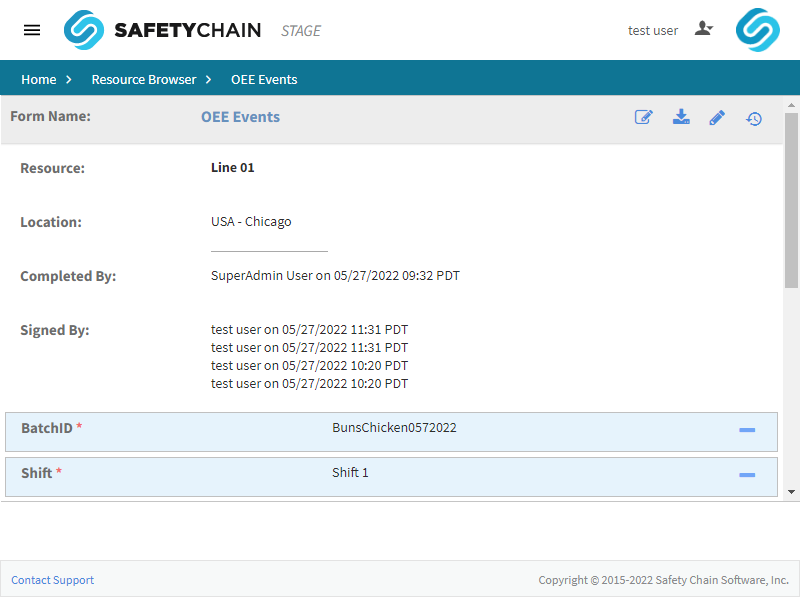 SAFETYCHAIN STAGE test user
Home > Resource Browser > OEE Events
Form Name: OEE Events
Resource: Line 01
Location: USA - Chicago
Completed By: SuperAdmin User on 05/27/2022 09:32 PDT
Signed By: test user on 05/27/2022 11:31 PDT
test user on 05/27/2022 11:31 PDT
test user on 05/27/2022 10:20 PDT
test user on 05/27/2022 10:20 PDT
BatchID * BunsChicken0572022
Shift * Shift 1
Contact Support Copyright © 2015-2022 Safety Chain Software, Inc.